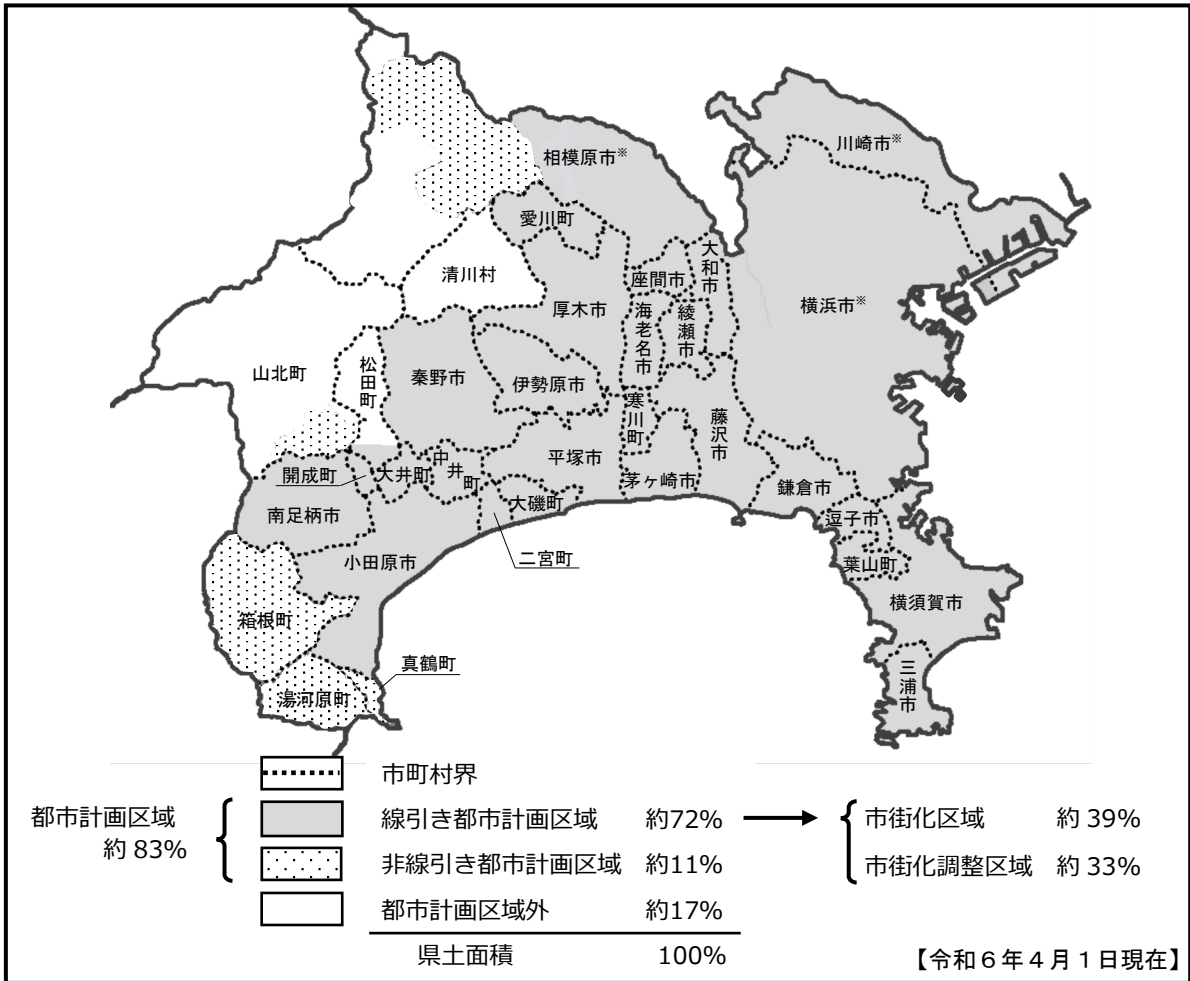 川崎市※
相模原市※
愛川町
清川村
座間市
大和市
厚木市
海老名市
綾瀬市
横浜市※
山北町
松田町
秦野市
伊勢原市
寒川町
藤沢市
開成町
大井町
中井町
平塚市
茅ヶ崎市
鎌倉市
南足柄市
大磯町
逗子市
小田原市
二宮町
葉山町
横須賀市
箱根町
真鶴町
湯河原町
三浦市
市町村界
都市計画区域
約 83%
線引き都市計画区域 約72%
市街化区域 約 39%
非線引き都市計画区域 約11%
市街化調整区域 約 33%
都市計画区域外 約17%
県土面積 100%
【令和6年4月1日現在】